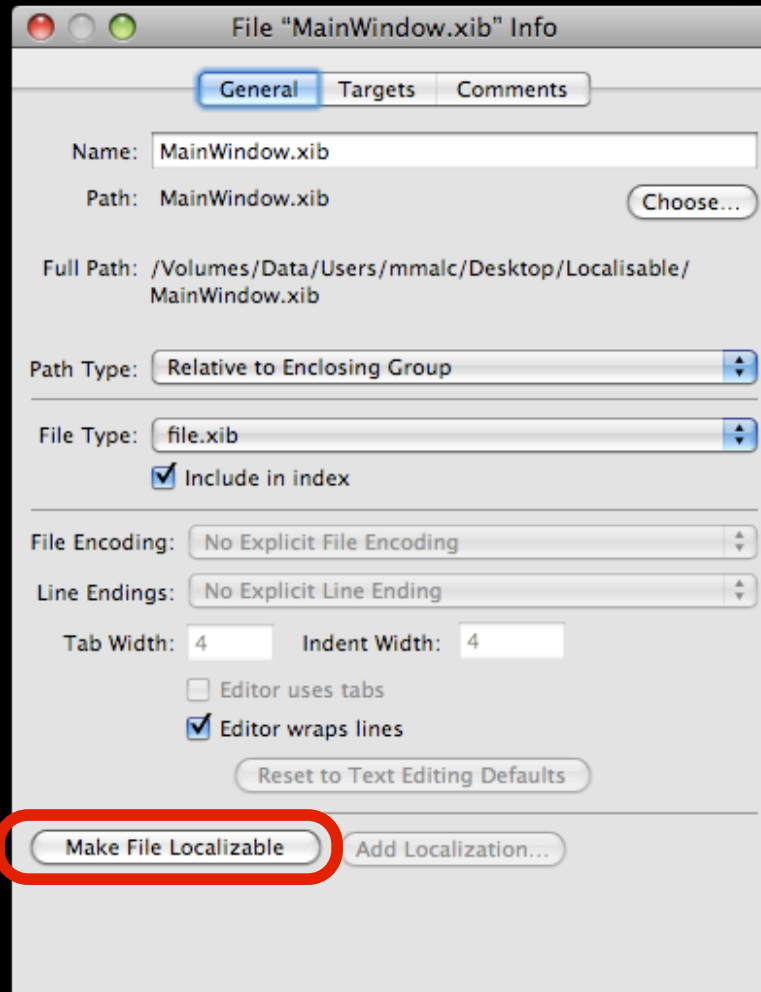 File “MainWindow.xib” Info
General Targets Comments
Name: MainWindow.xib
Path: MainWindow.xib Choose...
Full Path: /Volumes/Data/Users/mmalc/Desktop/Localisable/
MainWindow.xib
Path Type: Relative to Enclosing Group
File Type: file.xib
Include in index
File Encoding: No Explicit File Encoding
Line Endings: No Explicit Line Ending
Tab Width: 4 Indent Width: 4
Editor uses tabs
Editor wraps lines
Reset to Text Editing Defaults
Make File Localizable Add Localization...